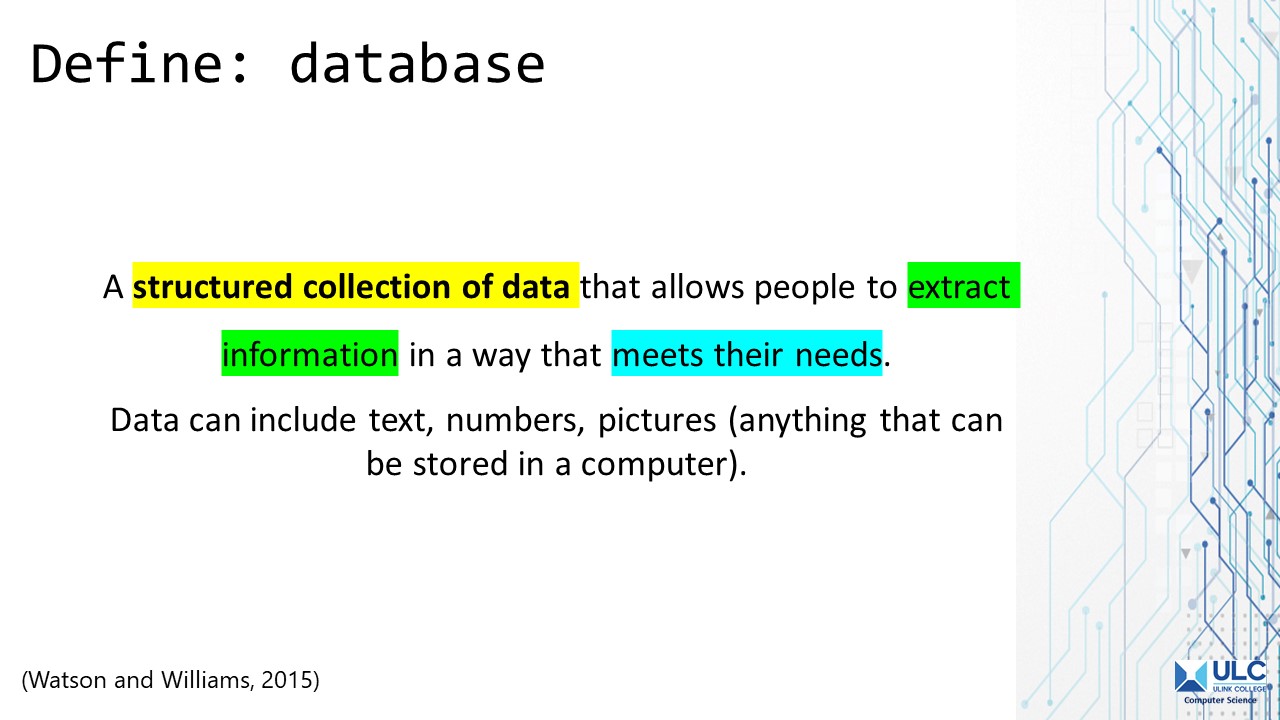 Define: database
A structured collection of data that allows people to extract
information in a way that meets their needs.
Data can include text, numbers, pictures (anything that can
be stored in a computer).
(Watson and Williams, 2015)
ULC
ULINK COLLEGE
Computer Science